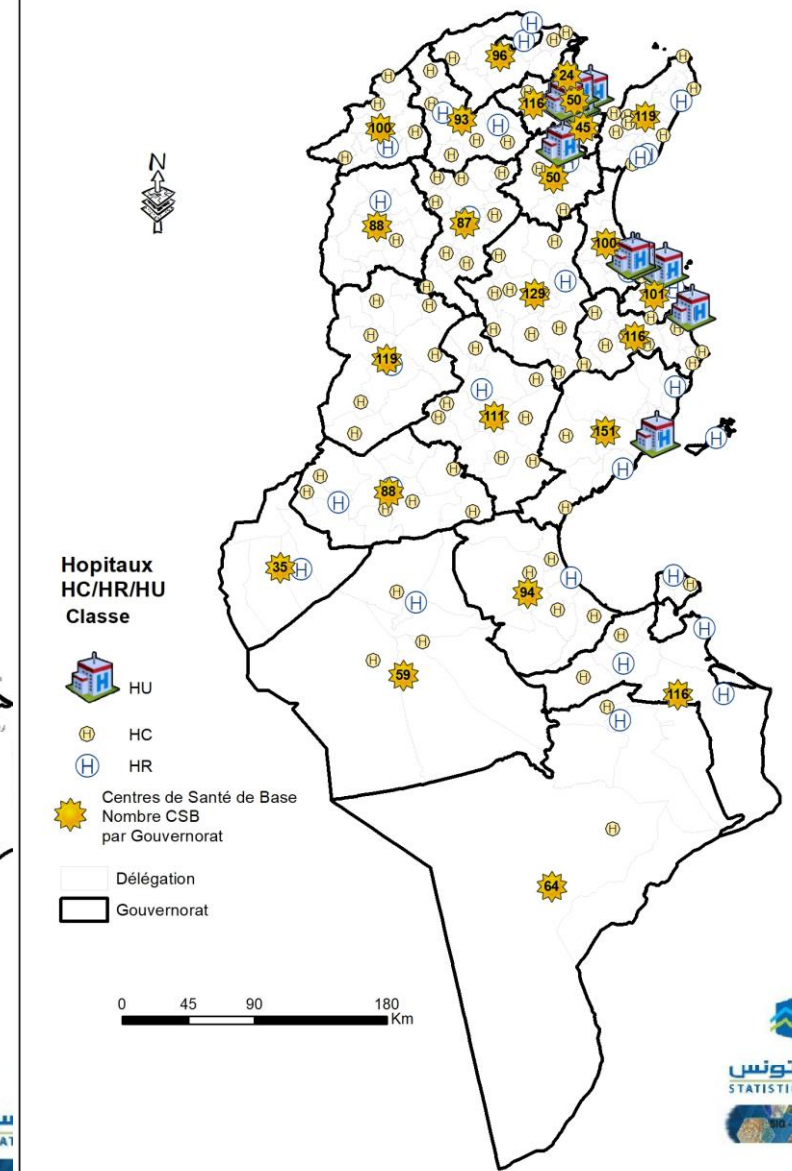 96
24
116
50
93
119
100
45
50
88
87
100
129
101
116
119
111
151
88
35
94
59
116
64
N
Hopitaux
HC/HR/HU
Classe
HU
HC
HR
Centres de Santé de Base
Nombre CSB
par Gouvernorat
Délégation
Gouvernorat
0 45 90 180
Km
تونس
STATISTI